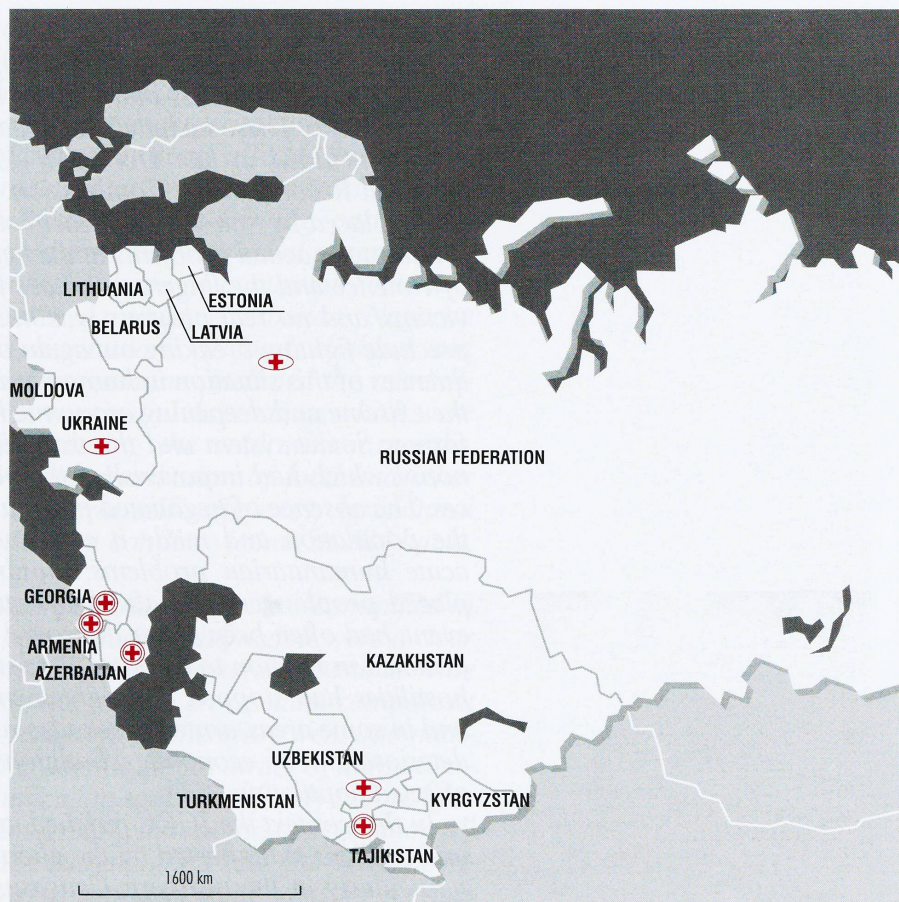 LITHUANIA
ESTONIA
BELARUS
LATVIA
MOLDOVA
UKRAINE
RUSSIAN FEDERATION
GEORGIA
ARMENIA
AZERBAIJAN
KAZAKHSTAN
UZBEKISTAN
TURKMENISTAN
KYRGYZSTAN
TAJIKISTAN
1600 km